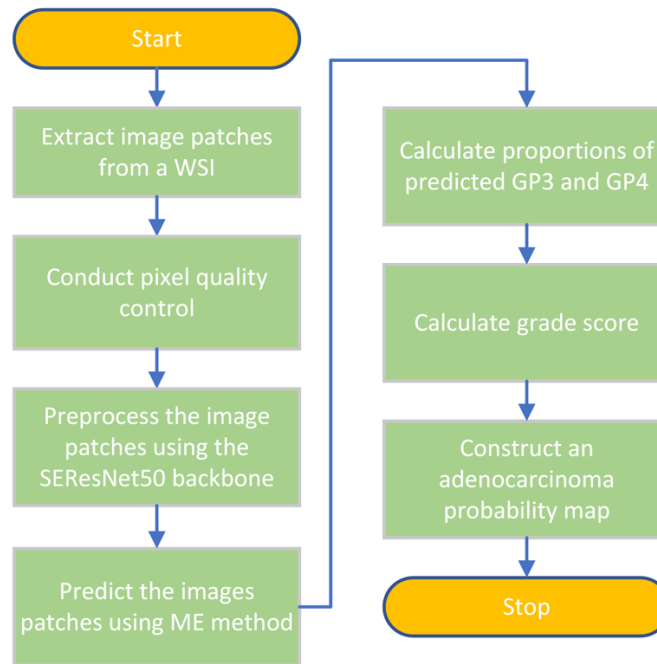 Start
Extract image patches
from a WSI
Conduct pixel quality
control
Preprocess the image
patches using the
SEResNet50 backbone
Predict the images
patches using ME method
Calculate proportions of
predicted GP3 and GP4
Calculate grade score
Construct an
adenocarcinoma
probability map
Stop